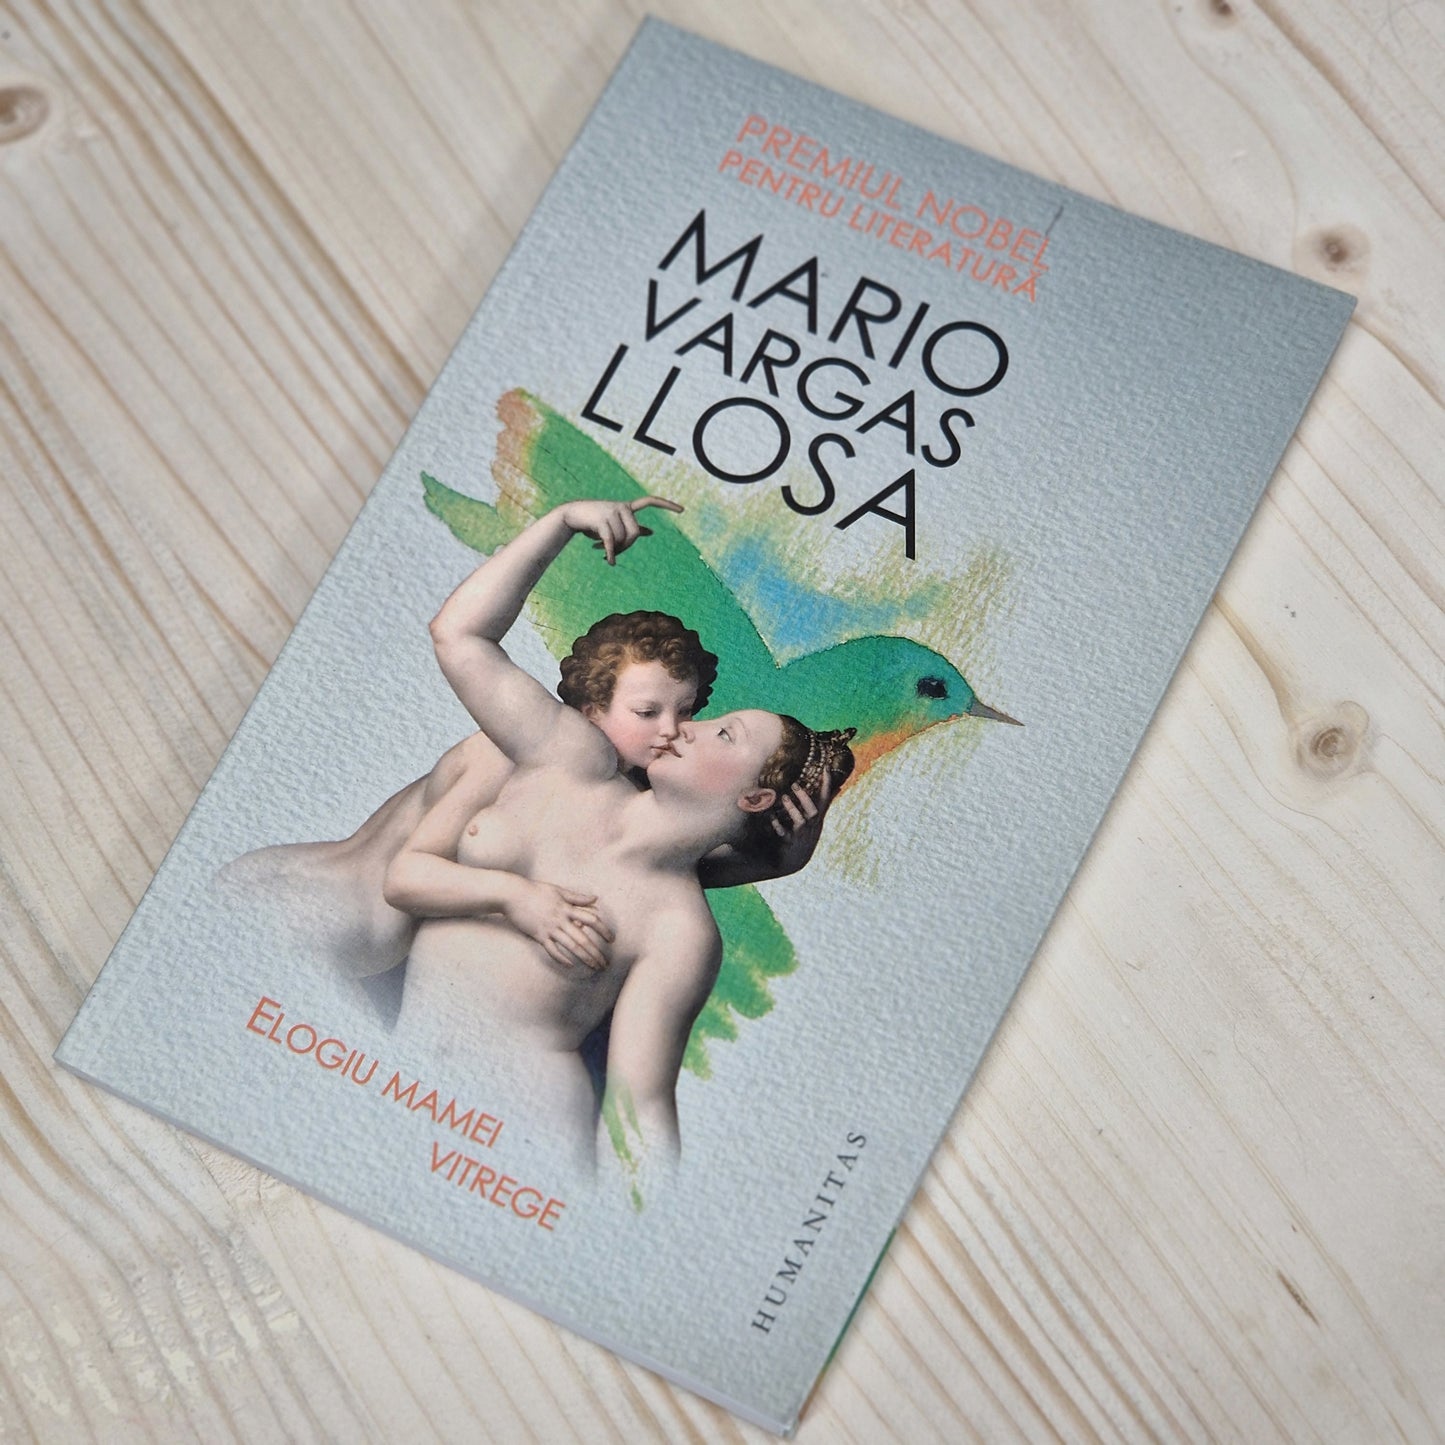 PREMIUL NOBEL
PENTRU LITERATURĂ
MARIO
VARGAS
LLOSA
ELOGIU MAMEI
VITREGE
HUMANITAS